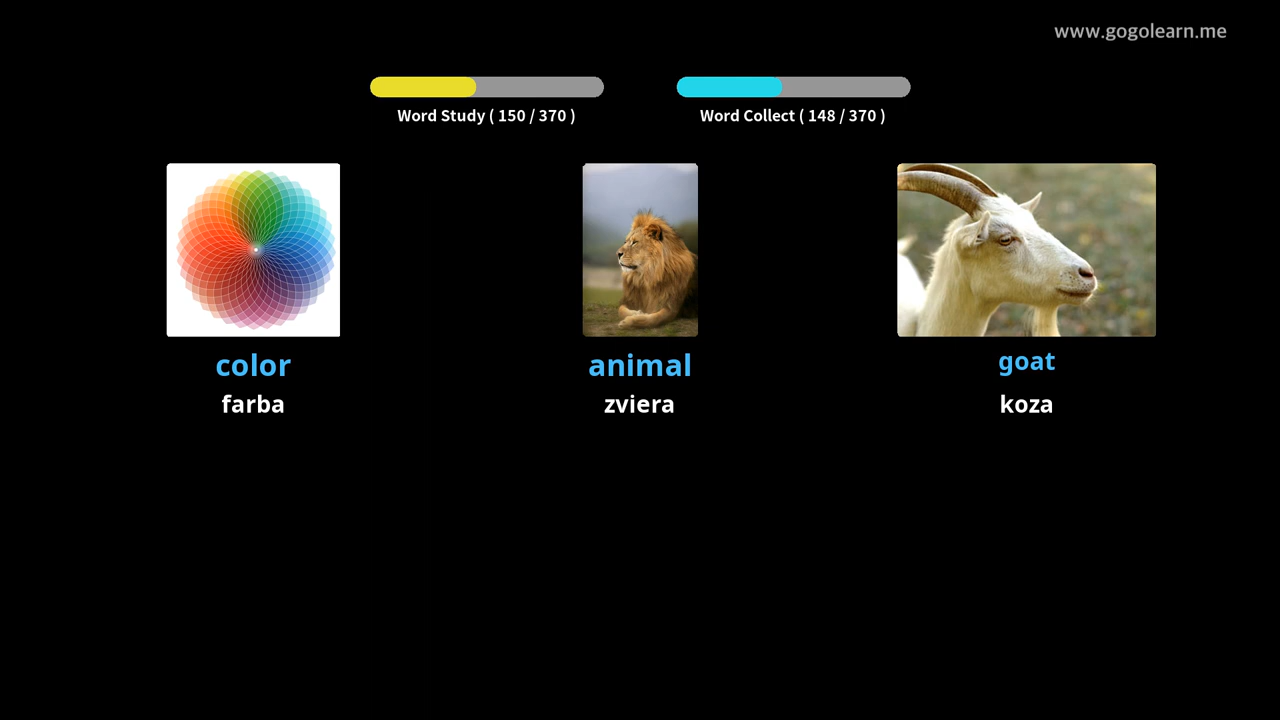 www.gogolearn.me
Word Study ( 150 / 370 )
Word Collect ( 148 / 370 )
color
farba
animal
zviera
goat
koza